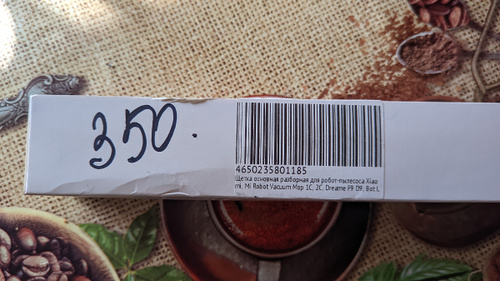 350.
4650235801185
Щетка основная разборная для робот-пылесоса Xiao
mi, Mi Robot Vacuum Mop 1C, 2C, Dreame F9 D9, Bot L